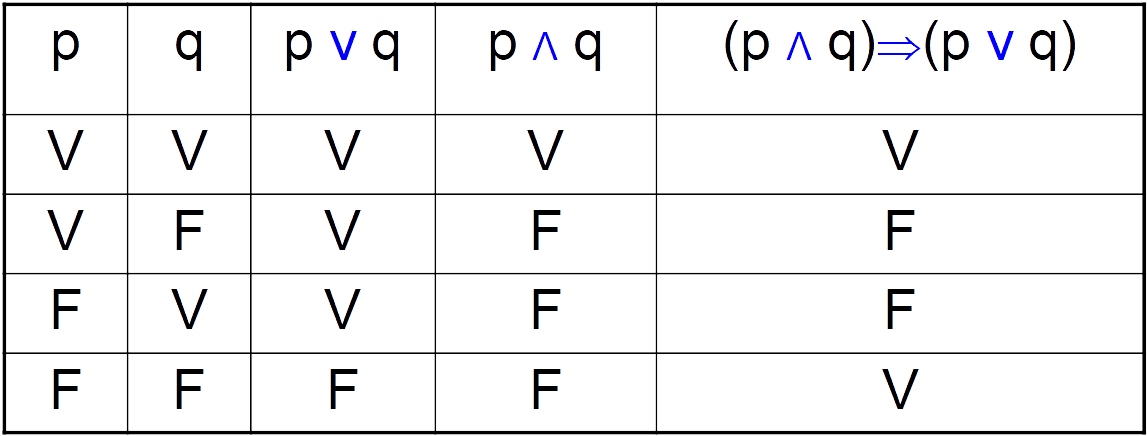 p q p ∨ q p ∧ q (p ∧ q)⇒(p ∨ q)
V V V V V
V F V F F
F V V F F
F F F F V